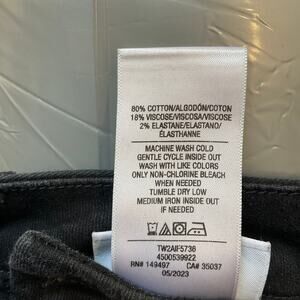 80% COTTON/ALGODÓN/COTON
18% VISCOSE/VISCOSA/VISCOSE
2% ELASTANE/ELASTANO/
ÉLASTHANNE
MACHINE WASH COLD
GENTLE CYCLE INSIDE OUT
WASH WITH LIKE COLORS
ONLY NON-CHLORINE BLEACH
WHEN NEEDED
TUMBLE DRY LOW
MEDIUM IRON INSIDE OUT
IF NEEDED
TW2AIF5736
4500539922
RN# 149497 CA# 35037
05/2023